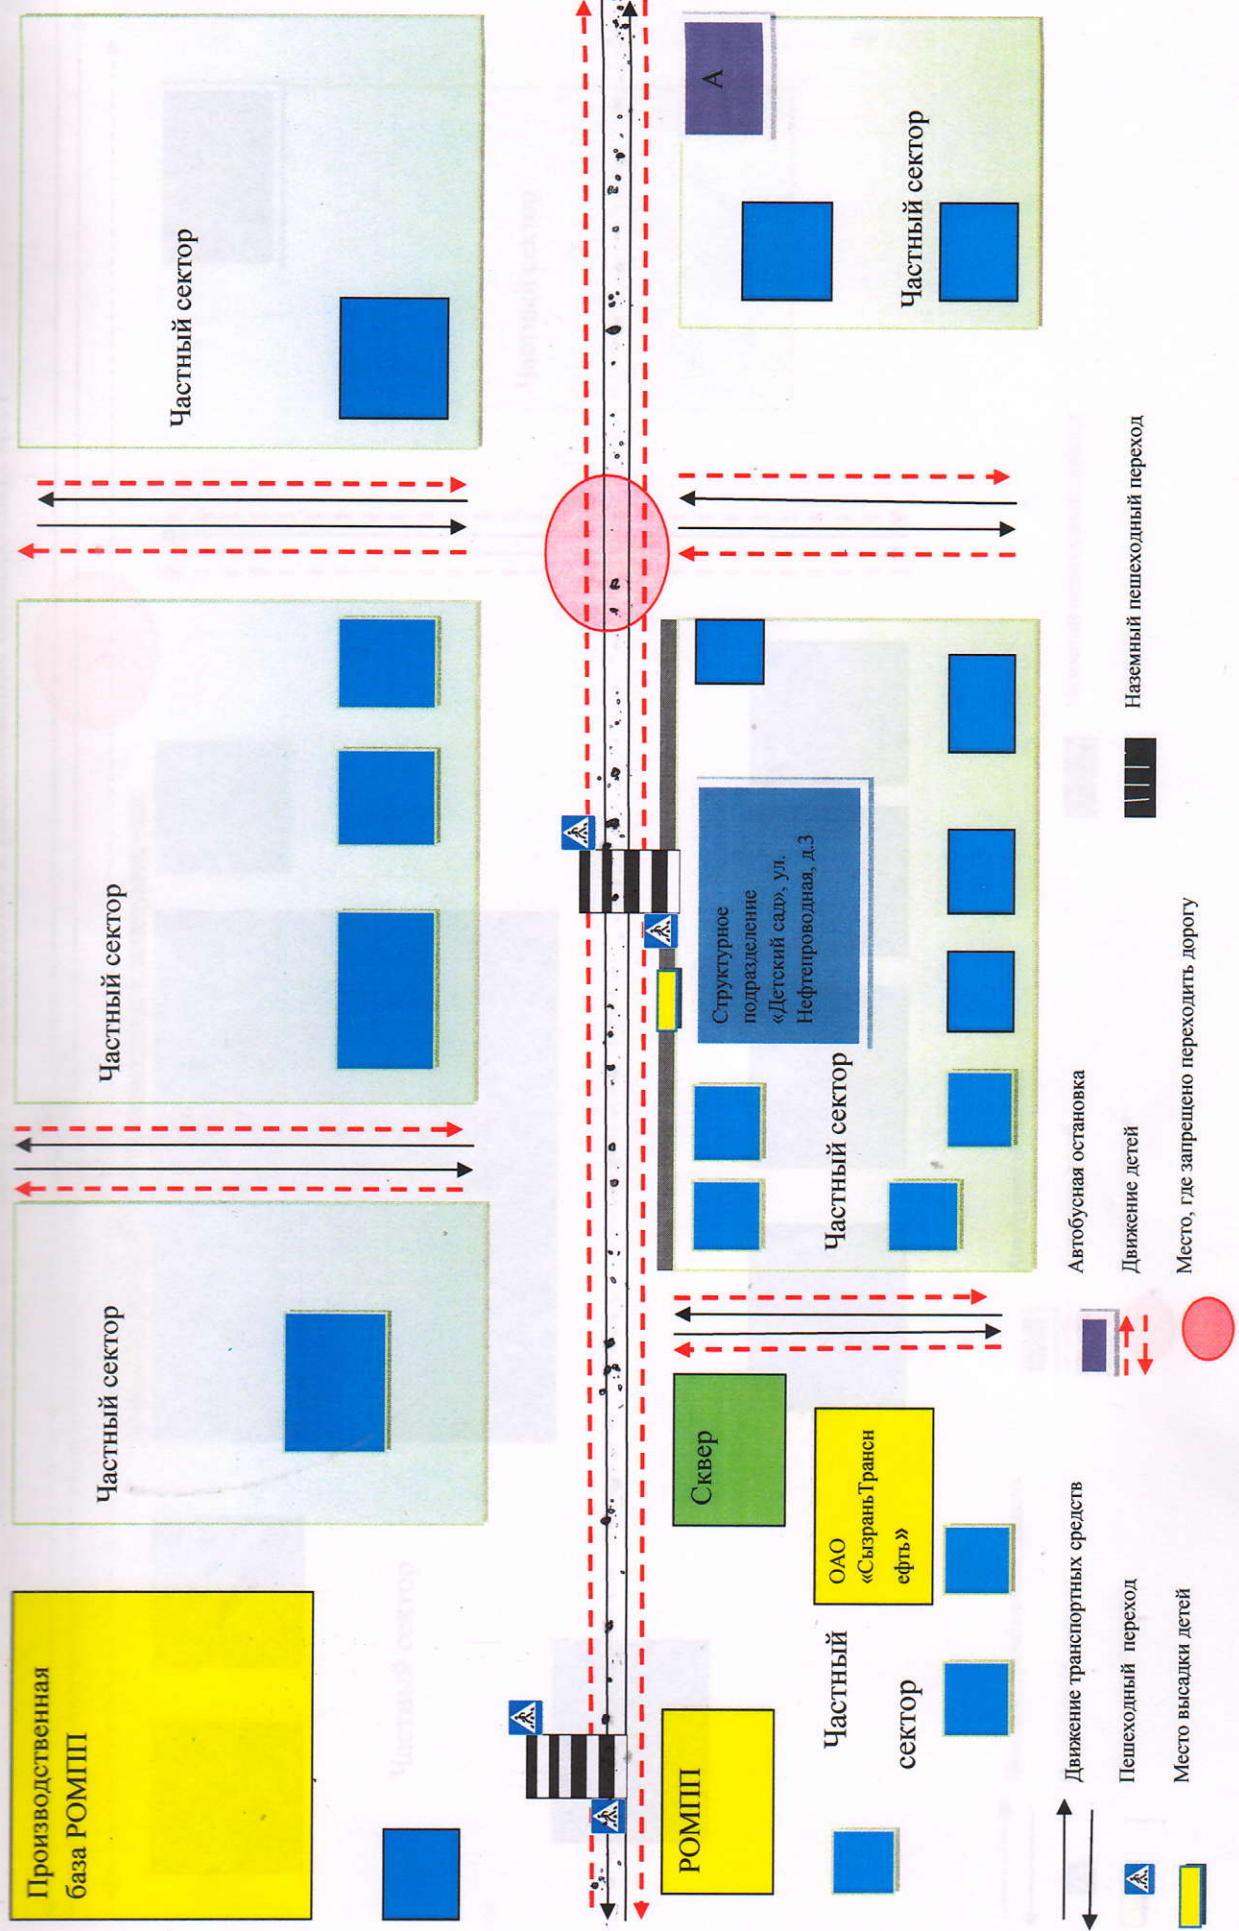 Производственная
база РОМПП
Частный сектор
Частный сектор
Частный сектор
РОМПП
Сквер
ОАО
«СызраньТрансн
ефть»
Частный
сектор
Структурное
подразделение
«Детский сад», ул.
Нефтепроводная, д.3
Частный сектор
А
Частный сектор
Движение транспортных средств
Пешеходный переход
Место высадки детей
Автобусная остановка
Движение детей
Место, где запрещено переходить дорогу
Наземный пешеходный переход